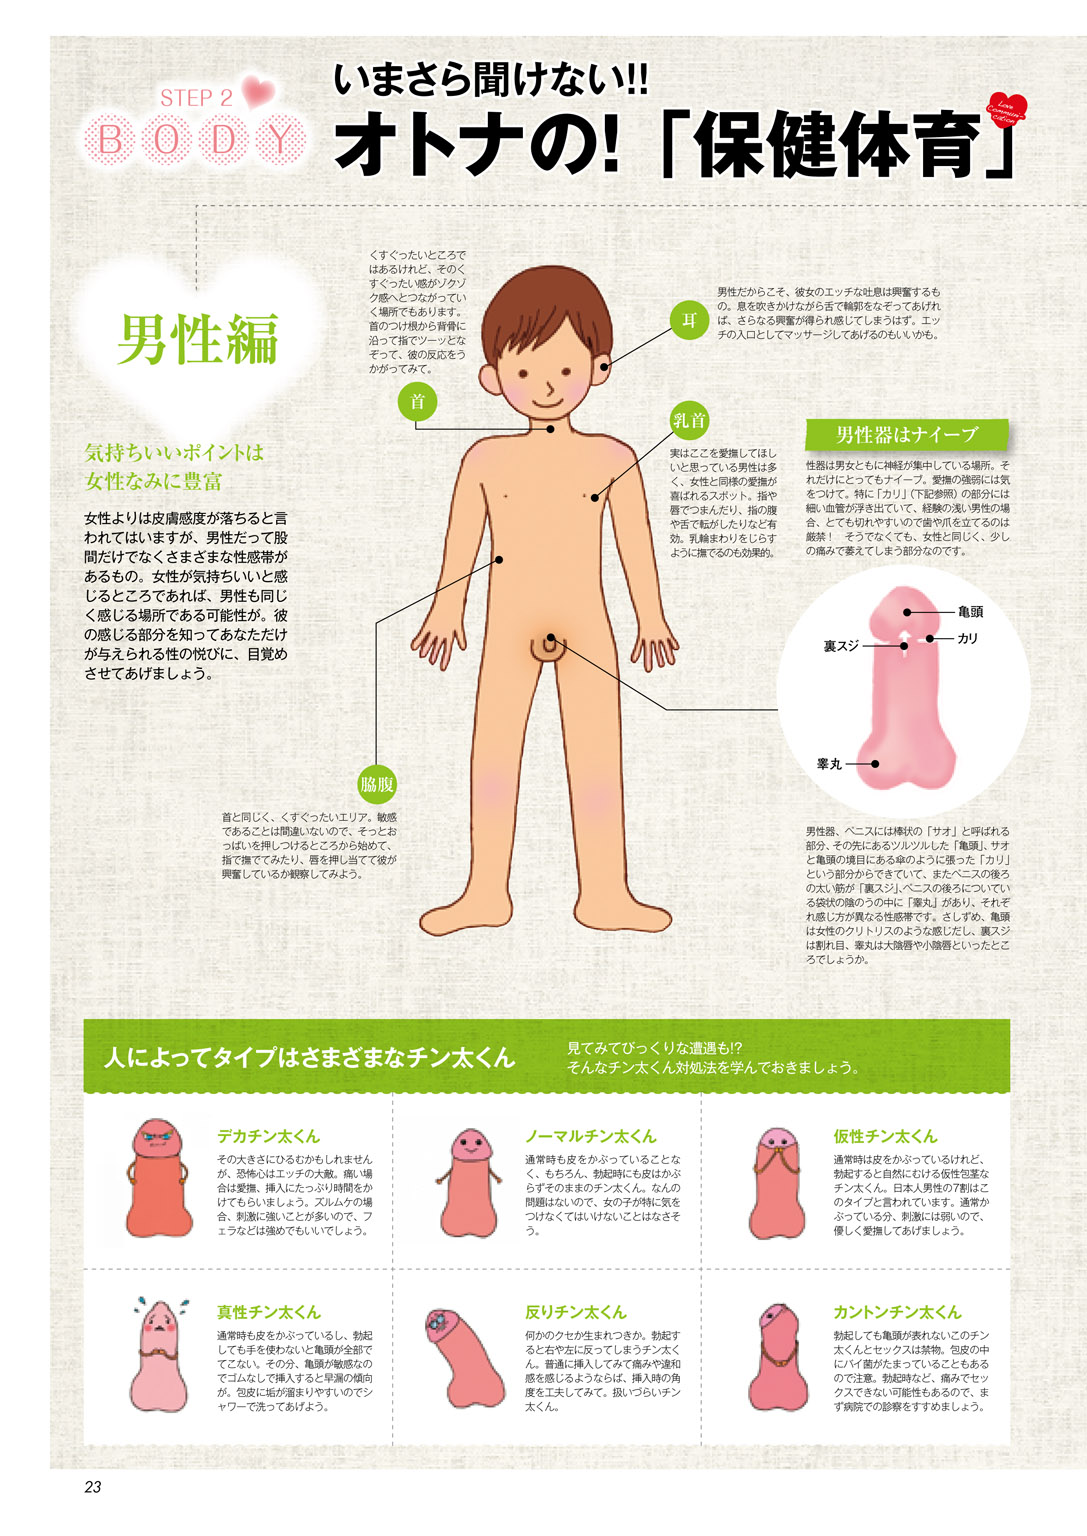 STEP 2
BODY
いまさら聞けない!!
オトナの!「保健体育」
Love
Communi-
cation
男性編
気持ちいいポイントは
女性なみに豊富
女性よりは皮膚感度が落ちると言
われてはいますが、男性だって股
間だけでなくさまざまな性感帯が
あるもの。女性が気持ちいいと感
じるところであれば、男性も同じ
く感じる場所である可能性が。彼
の感じる部分を知ってあなただけ
が与えられる性の悦びに、目覚め
させてあげましょう。
くすぐったいところで
はあるけれど、そのく
すぐったい感がゾクゾ
ク感へとつながってい
く場所でもあります。
首のつけ根から背骨に
沿って指でツーッとな
ぞって、彼の反応をう
かがってみて。
首
耳
男性だからこそ、彼女のエッチな吐息は興奮するも
の。息を吹きかけながら舌で輪郭をなぞってあげれ
ば、さらなる興奮が得られ感じてしまうはず。エッ
チの入口としてマッサージしてあげるのもいいかも。
乳首
実はここを愛撫してほし
いと思っている男性は多
く、女性と同様の愛撫が
喜ばれるスポット。指や
唇でつまんだり、指の腹
や舌で転がしたりなど有
効。乳輪まわりをじらす
ように撫でるのも効果的。
脇腹
首と同じく、くすぐったいエリア。敏感
であることは間違いないので、そっとお
っぱいを押しつけるところから始めて、
指で撫でてみたり、唇を押し当てて彼が
興奮しているか観察してみよう。
男性器はナイーブ
性器は男女ともに神経が集中している場所。そ
れだけにとってもナイーブ。愛撫の強弱には気
をつけて。特に「カリ」(下記参照)の部分には
細い血管が浮き出ていて、経験の浅い男性の場
合、とても切れやすいので歯や爪を立てるのは
厳禁！　そうでなくても、女性と同じく、少し
の痛みで萎えてしまう部分なのです。
亀頭
カリ
裏スジ
睾丸
男性器、ペニスには棒状の「サオ」と呼ばれる
部分、その先にあるツルツルした「亀頭」、サオ
と亀頭の境目にある傘のように張った「カリ」
という部分からできていて、またペニスの後ろ
の太い筋が「裏スジ」、ペニスの後ろについてい
る袋状の陰のうの中に「睾丸」があり、それぞ
れ感じ方が異なる性感帯です。さしずめ、亀頭
は女性のクリトリスのような感じだし、裏スジ
は割れ目、睾丸は大陰唇や小陰唇といったとこ
ろでしょうか。
人によってタイプはさまざまなチン太くん
見てみてびっくりな遭遇も!?
そんなチン太くん対処法を学んでおきましょう。
デカチン太くん
その大きさにひるむかもしれません
が、恐怖心はエッチの大敵。痛い場
合は愛撫、挿入にたっぷり時間をか
けてもらいましょう。ズルムケの場
合、刺激に強いことが多いので、フ
ェラなどは強めでもいいでしょう。
ノーマルチン太くん
通常時も皮をかぶっていることな
く、もちろん、勃起時にも皮はかぶ
らずそのままのチン太くん。なんの
問題はないので、女の子が特に気を
つけなくてはいけないことはなさそ
う。
仮性チン太くん
通常時は皮をかぶっているけれど、
勃起すると自然にむける仮性包茎な
チン太くん。日本人男性の7割はこ
のタイプと言われています。通常か
ぶっている分、刺激には弱いので、
優しく愛撫してあげましょう。
真性チン太くん
通常時も皮をかぶっているし、勃起
しても手を使わないと亀頭が全部で
てこない。その分、亀頭が敏感なの
でゴムなしで挿入すると早漏の傾向
が。包皮に垢が溜まりやすいのでシ
ャワーで洗ってあげよう。
反りチン太くん
何かのクセか生まれつきか。勃起す
ると右や左に反ってしまうチン太く
ん。普通に挿入してみて痛みや違和
感を感じるようならば、挿入時の角
度を工夫してみて。扱いづらいチン
太くん。
カントンチン太くん
勃起しても亀頭が表れないこのチン
太くんとセックスは禁物。包皮の中
にバイ菌がたまっていることもある
ので注意。勃起時など、痛みでセッ
クスできない可能性もあるので、ま
ず病院での診察をすすめましょう。
23